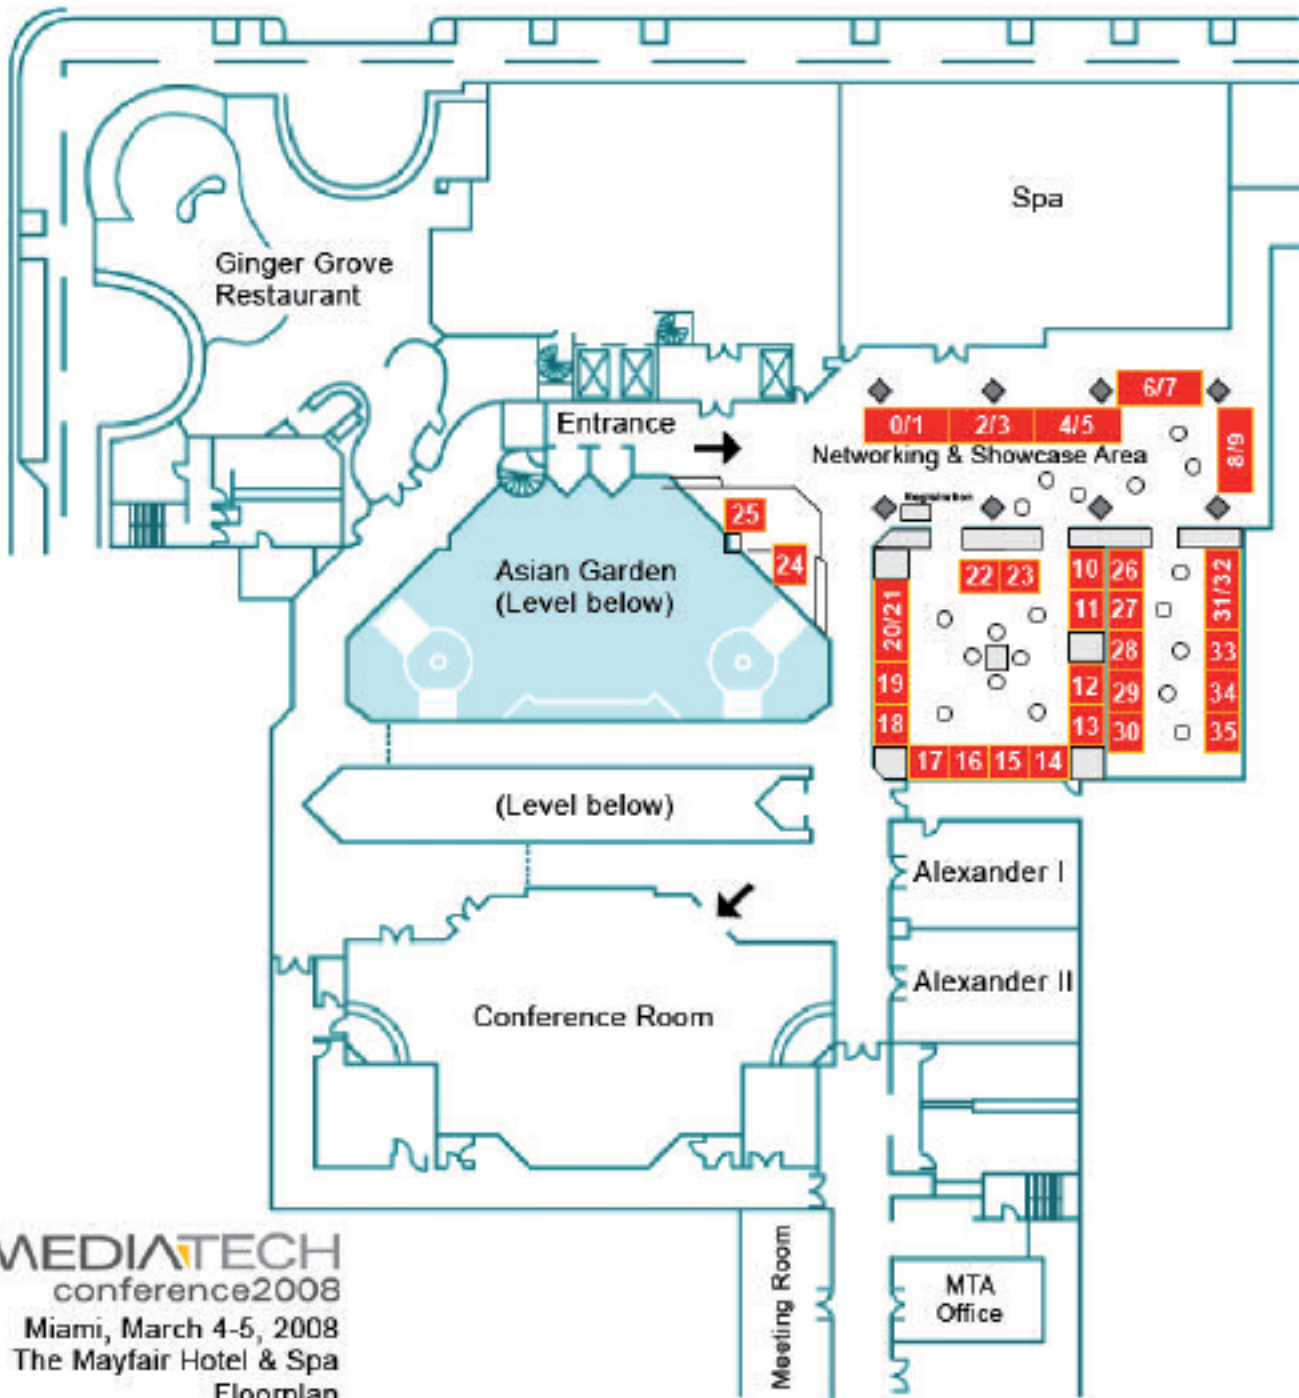 Spa
Ginger Grove
Restaurant
6/7
0/1 2/3 4/5
Entrance
8/9
Networking & Showcase Area
Registration
25
24
Asian Garden
(Level below)
22 23
10 26
31/32
11 27
20/21
28 33
19 12 29 34
18 13 30 35
17 16 15 14
(Level below)
Alexander I
Alexander II
Conference Room
Meeting Room
MTA
Office
MEDIATECH
conference2008
Miami, March 4-5, 2008
The Mayfair Hotel & Spa
Floorplan